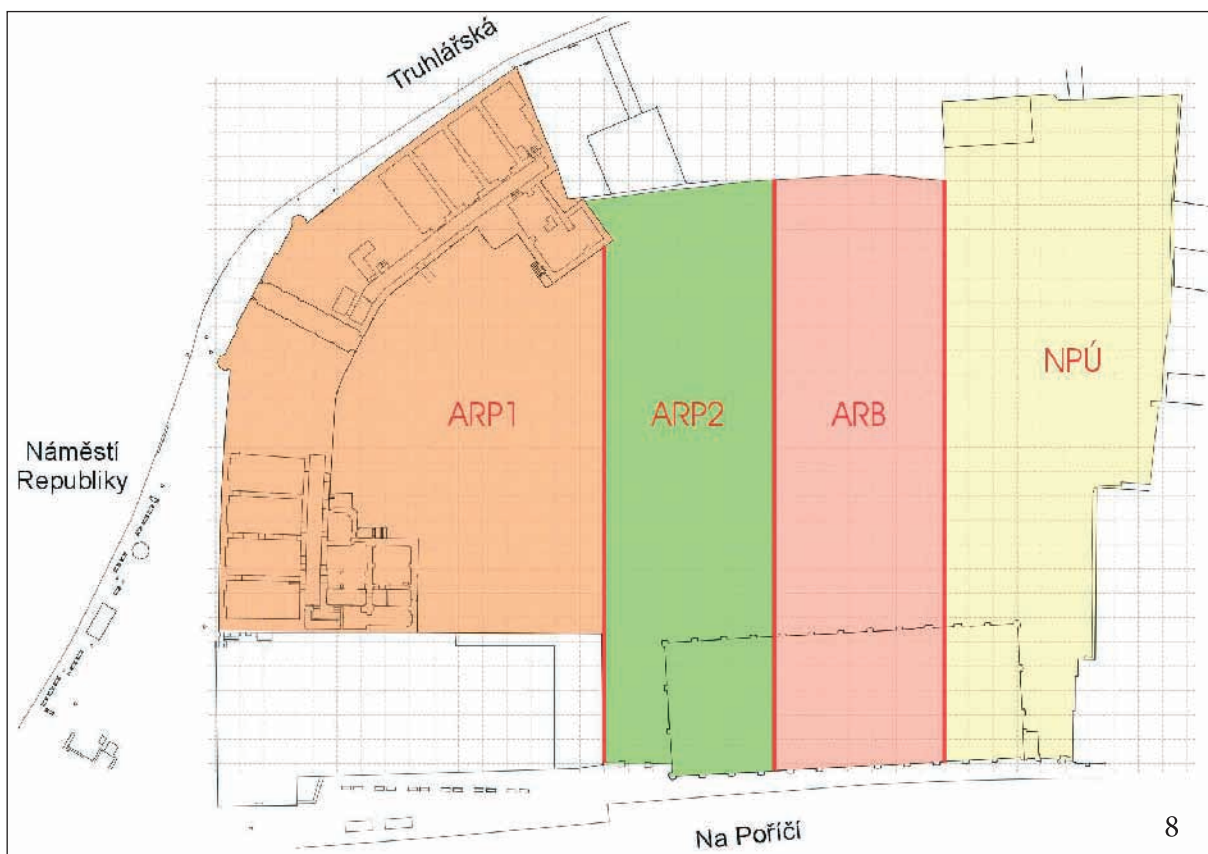 Truhlářská
ARP1
ARP2
ARB
NPÚ
Náměstí
Republiky
Na Poříčí
8